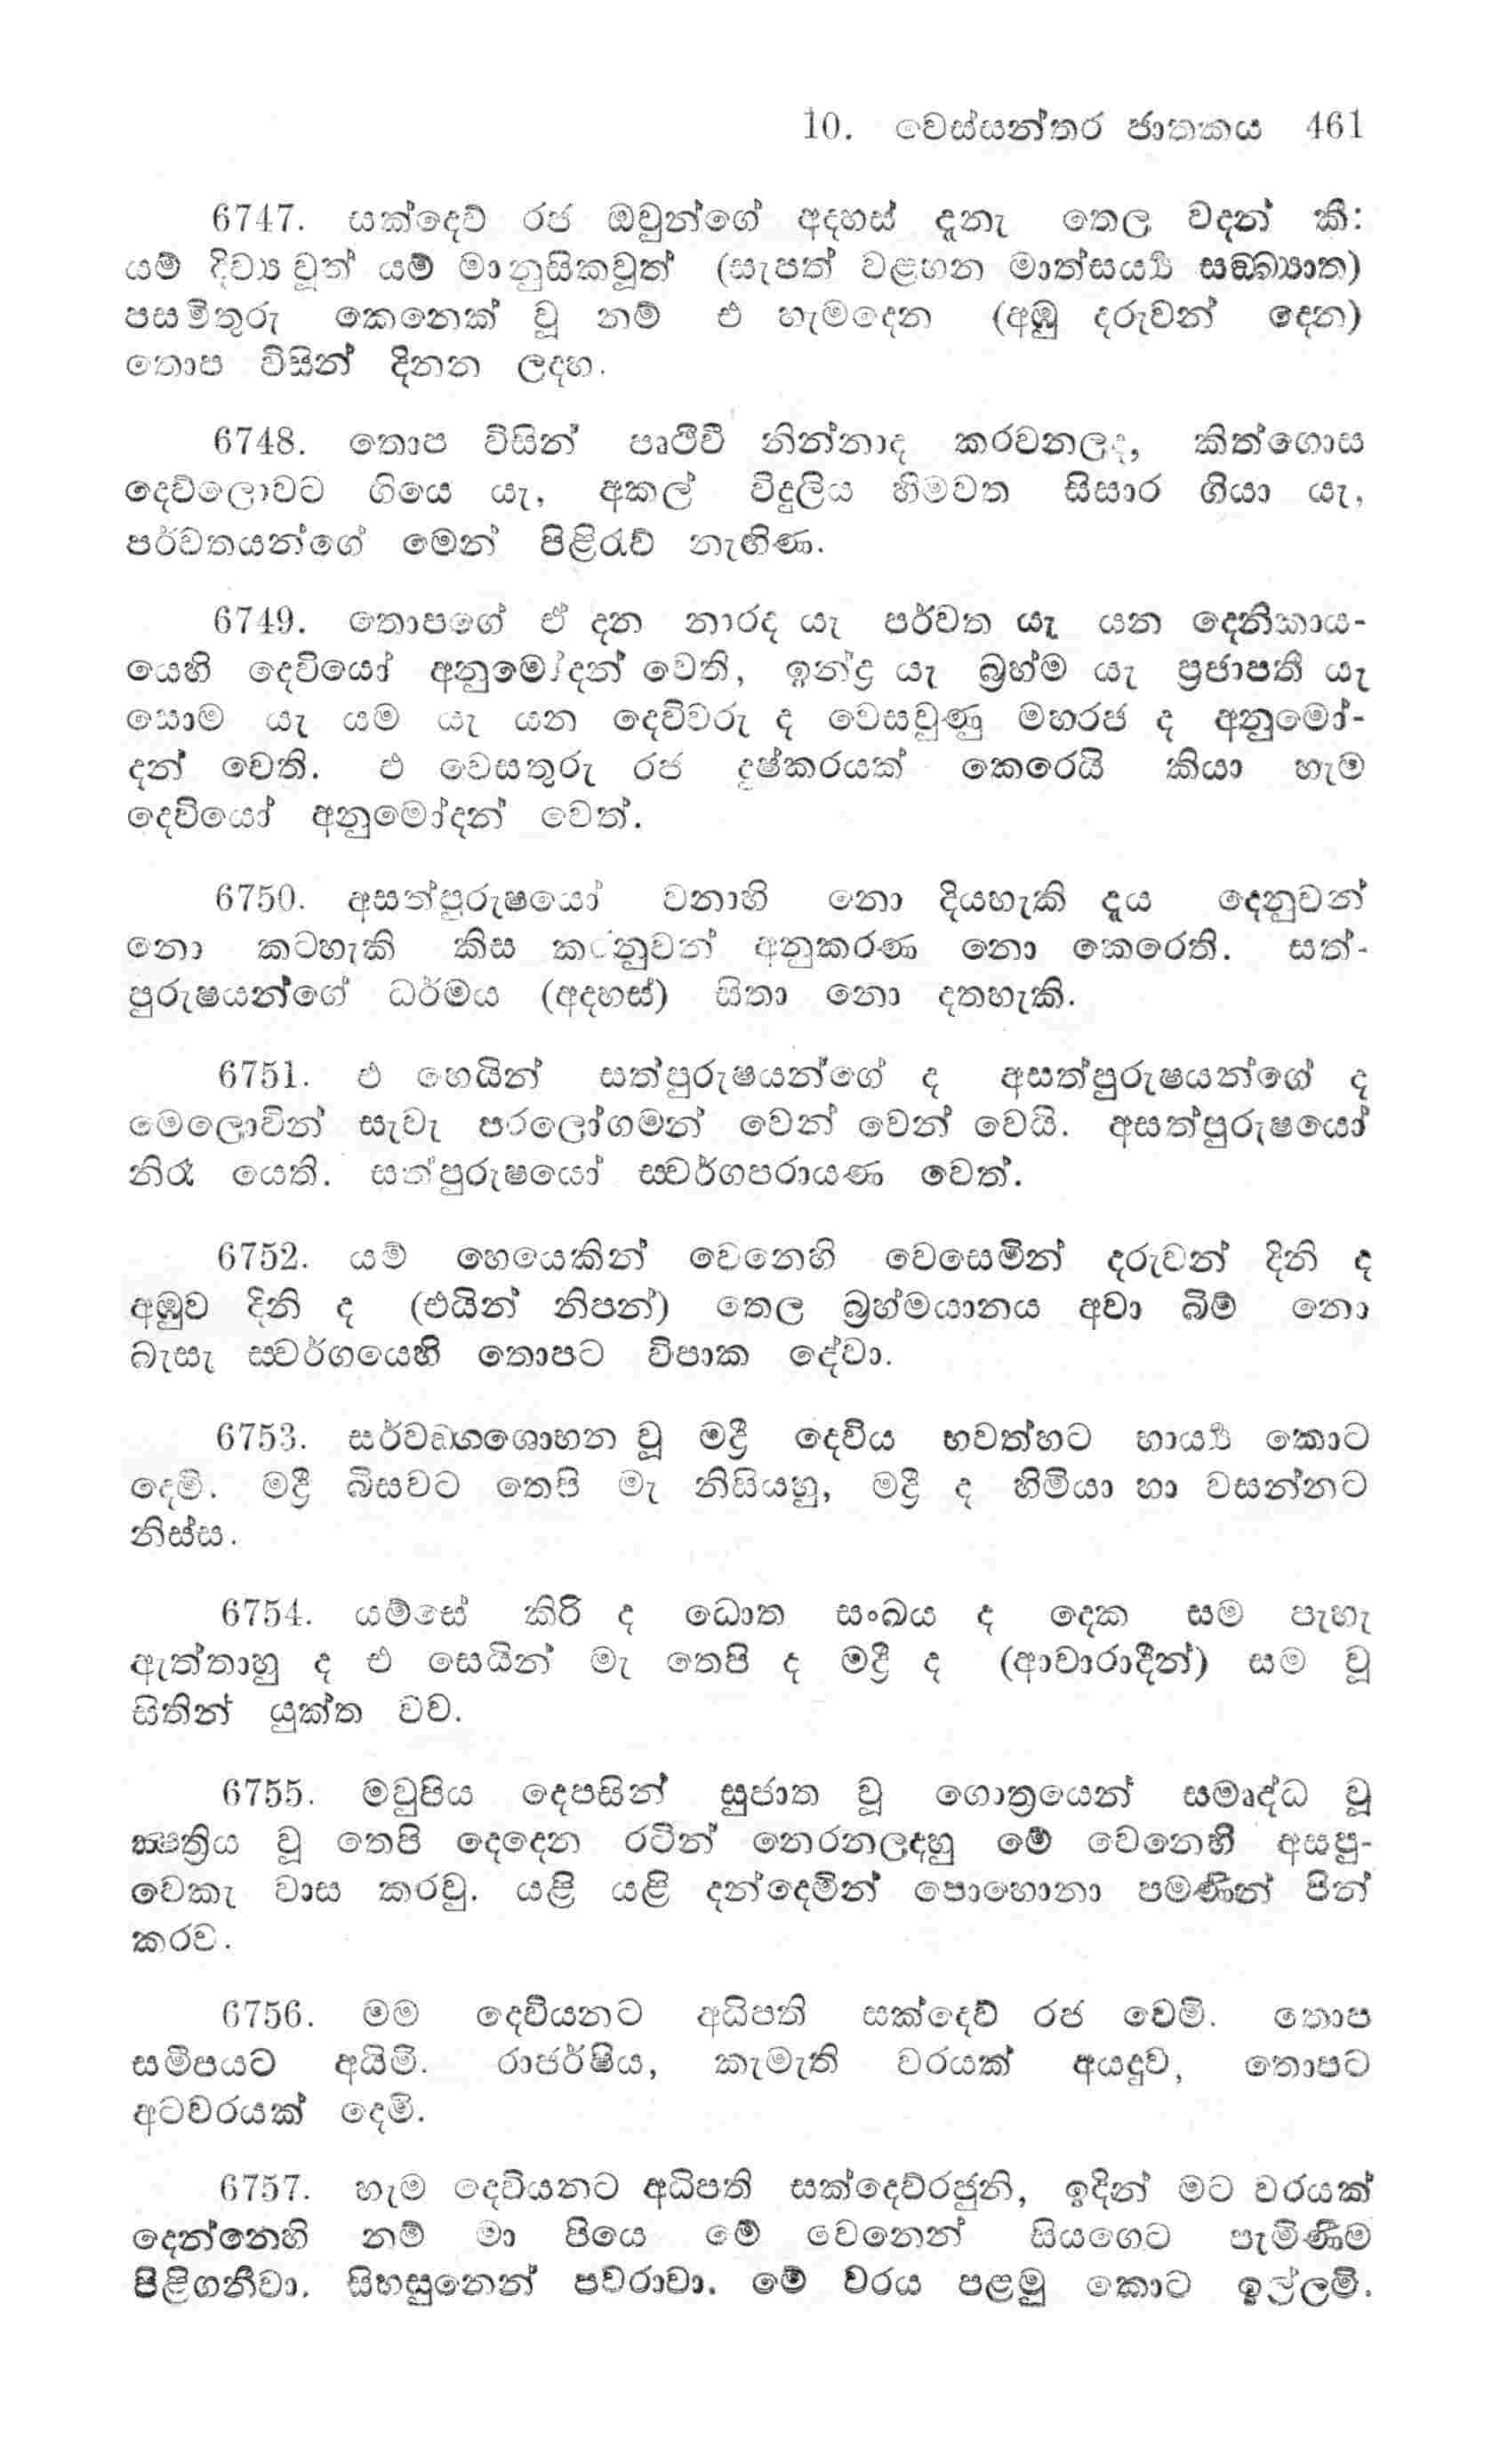 10. වෙස්සන්තර ජාතකය 461
6747. සක්දෙව් රජ ඔවුන්ගේ අදහස් දැනැ තෙල වදන් කී:
යම් දිව්‍ය වූත් යම් මානුසිකවූත් (සැපත් වළහන මාත්සර්‍ය්‍ය සඞ්ඛ්‍යාත)
පසමිතුරු කෙනෙක් වූ නම් එ හැමදෙන (අඹු දරුවන් දෙන)
තොප විසින් දිනන ලදහ.
6748. තොප විසින් පෘථිවී නින්නාද කරවනලද, කිත්ගොස
දෙව්ලොවට ගියෙ යැ, අකල් විදුලිය හිමවත සිසාර ගියා යැ,
පර්වතයන්ගේ මෙන් පිළිරැව් නැඟිණ.
6749. තොපගේ ඒ දන නාරද යැ පර්වත යැ යන දෙනිකාය-
යෙහි දෙවියෝ අනුමෝදන් වෙති, ඉන්ද්‍ර යැ බ්‍රහ්ම යැ ප්‍රජාපතී යැ
සොම යැ යම යැ යන දෙවිවරු ද වෙසවුණු මහරජ ද අනුමෝ-
දන් වෙති. එ වෙසතුරු රජ දුෂ්කරයක් කෙරෙයි කියා හැම
දෙවියෝ අනුමෝදන් වෙත්.
6750. අසත්පුරුෂයෝ වනාහි නො දියහැකි දෑය දෙනුවන්
නො කටහැකි කිස කරනුවන් අනුකරණ නො කෙරෙති. සත්-
පුරුෂයන්ගේ ධර්මය (අදහස්) සිතා නො දතහැකි.
6751. එ හෙයින් සත්පුරුෂයන්ගේ ද අසත්පුරුෂයන්ගේ ද
මෙලොවින් සැවැ පරලෝගමන් වෙන් වෙන් වෙයි. අසත්පුරුෂයෝ
නිරෑ යෙති. සත්පුරුෂයෝ ස්වර්ගපරායණ වෙත්.
6752. යම් හෙයෙකින් වෙනෙහි වෙසෙමින් දරුවන් දිනි ද
අඹුව දිනි ද (එයින් නිපන්) තෙල බ්‍රහ්මයානය අවා බිම් නො
බැසැ ස්වර්ගයෙහි තොපට විපාක දේවා.
6753. සර්වාඞ්ගශොභන වූ මද්‍රී දෙවිය භවත්හට භාර්‍ය්‍ය කොට
දෙමි. මද්‍රී බිසවට තෙපි මැ නිසියහු, මද්‍රී ද හිමියා හා වසන්නට
නිස්ස.
6754. යම්සේ කිරි ද ධොත සංඛය ද දෙක සම පැහැ
ඇත්තාහු ද එ සෙයින් මැ තෙපි ද මද්‍රී ද (ආචාරාදීන්) සම වූ
සිතින් යුක්ත වව.
6755. මවුපිය දෙපසින් සුජාත වූ ගොත්‍රයෙන් සමෘද්ධ වූ
ක්‍ෂත්‍රිය වූ තෙපි දෙදෙන රටින් නෙරනලදහු මේ වෙනෙහි අසපු-
වෙකැ වාස කරවු. යළි යළි දන්දෙමින් පොහොනා පමණින් පින්
කරව.
6756. මම දෙවියනට අධිපති සක්දෙව් රජ වෙමි. තොප
සමීපයට අයිමි. රාජර්ෂිය, කැමැති වරයක් අයදුව, තොපට
අටවරයක් දෙමි.
6757. හැම දෙවියනට අධිපති සක්දෙව්රජුනි, ඉදින් මට වරයක්
දෙන්නෙහි නම් මා පියෙ මේ වෙනෙන් සියගෙට පැමිණීම
පිළිගනීවා. සිහසුනෙන් පවරාවා. මේ වරය පළමු කොට ඉල්ලමි.